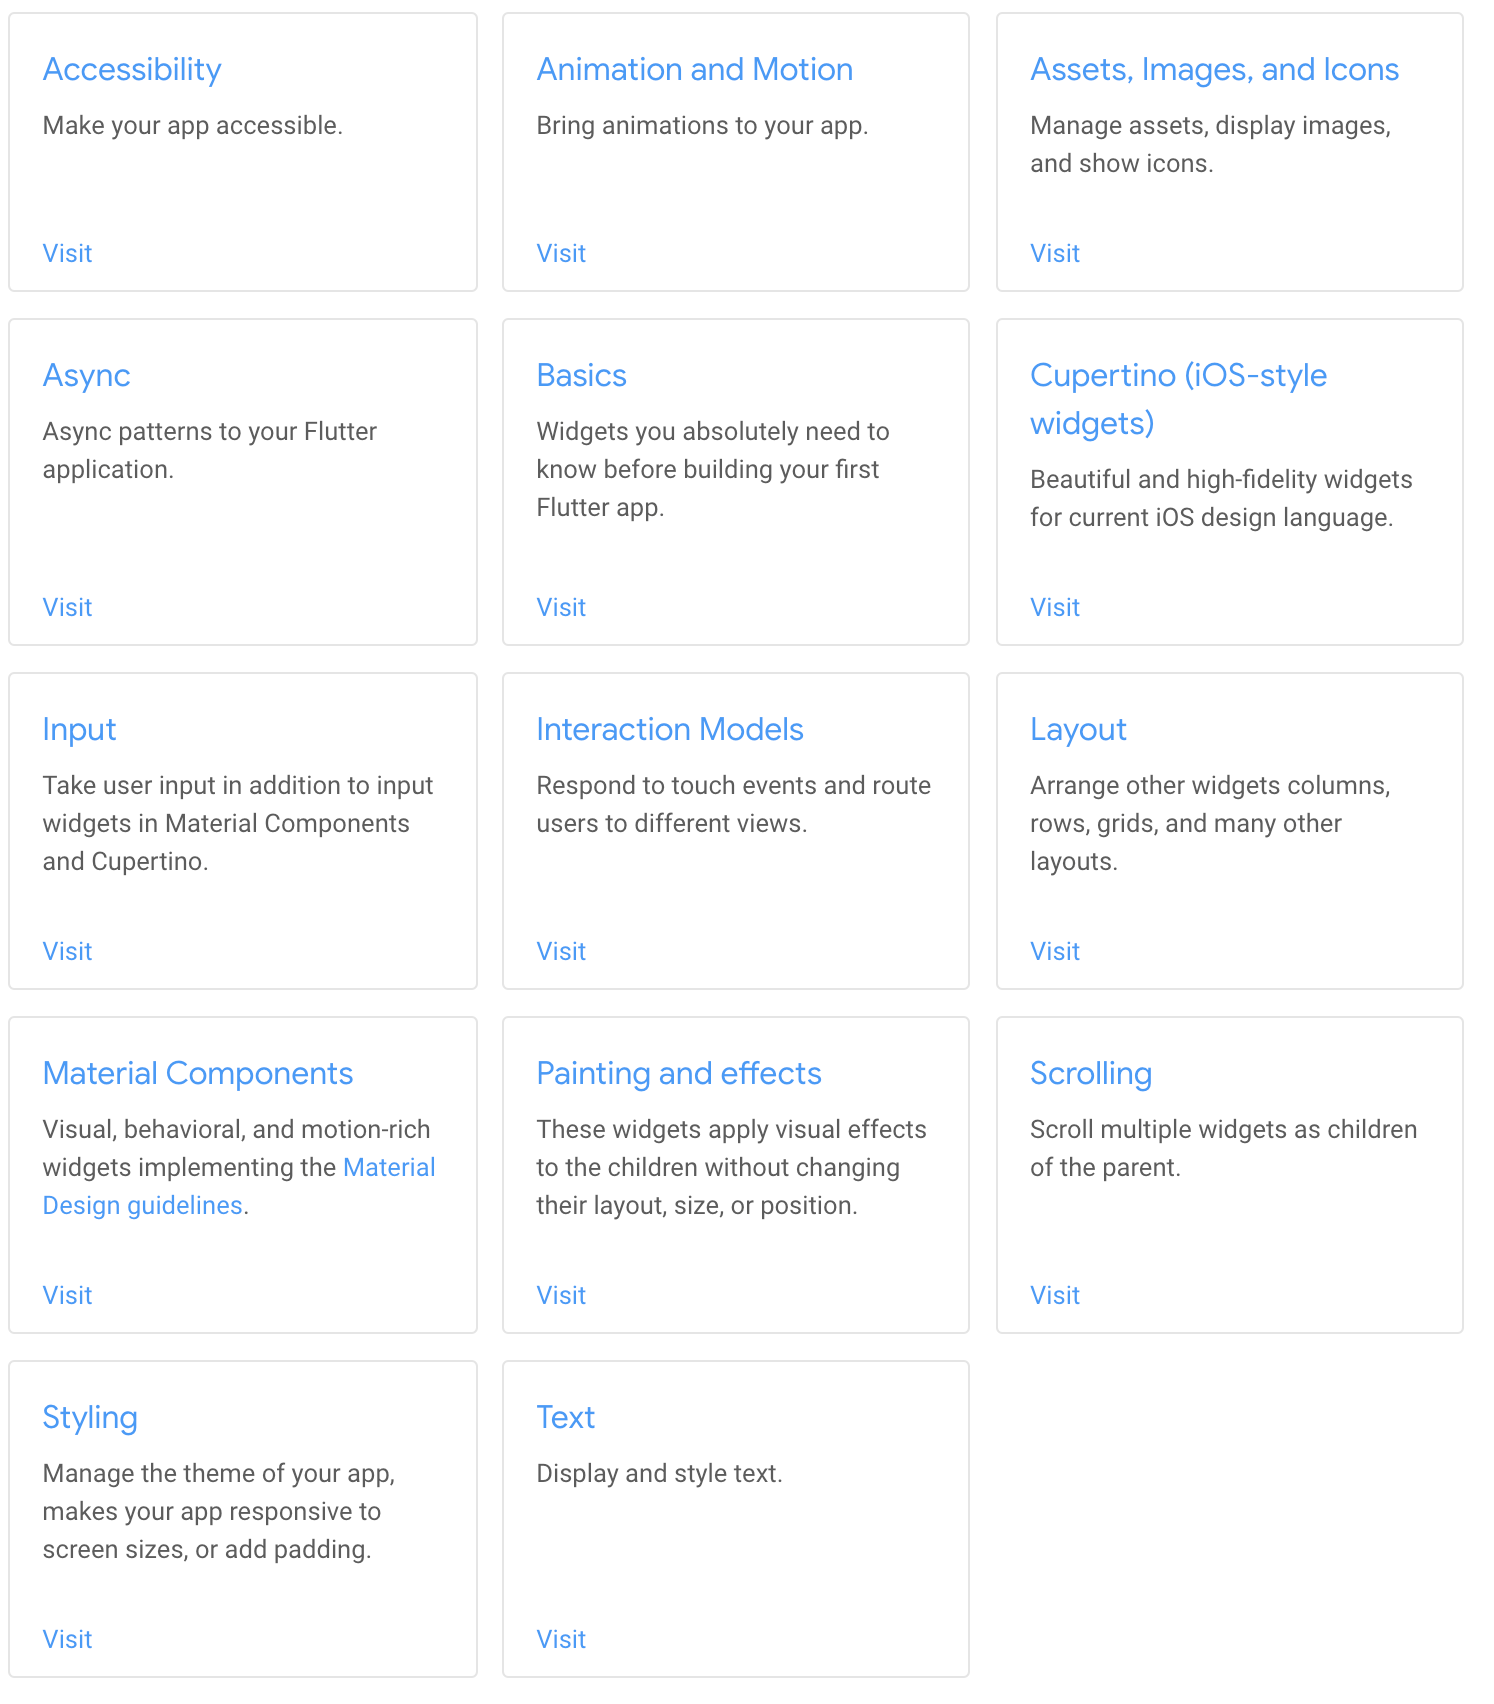 Accessibility
Make your app accessible.
Visit
Animation and Motion
Bring animations to your app.
Visit
Assets, Images, and Icons
Manage assets, display images,
and show icons.
Visit
Async
Async patterns to your Flutter
application.
Visit
Basics
Widgets you absolutely need to
know before building your first
Flutter app.
Visit
Cupertino (iOS-style
widgets)
Beautiful and high-fidelity widgets
for current iOS design language.
Visit
Input
Take user input in addition to input
widgets in Material Components
and Cupertino.
Visit
Interaction Models
Respond to touch events and route
users to different views.
Visit
Layout
Arrange other widgets columns,
rows, grids, and many other
layouts.
Visit
Material Components
Visual, behavioral, and motion-rich
widgets implementing the Material
Design guidelines.
Visit
Painting and effects
These widgets apply visual effects
to the children without changing
their layout, size, or position.
Visit
Scrolling
Scroll multiple widgets as children
of the parent.
Visit
Styling
Manage the theme of your app,
makes your app responsive to
screen sizes, or add padding.
Visit
Text
Display and style text.
Visit